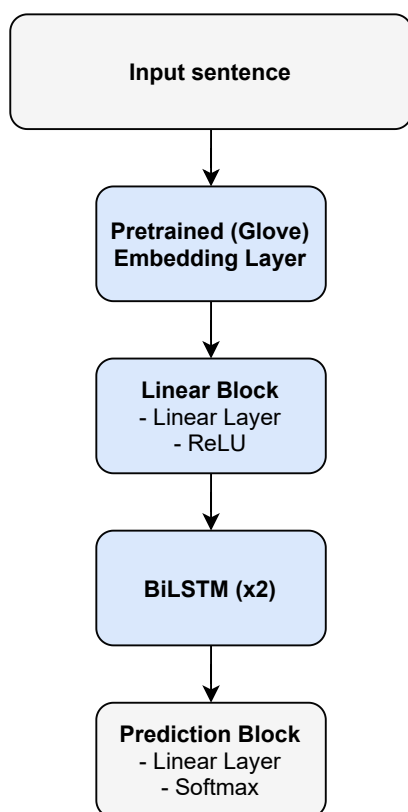 Input sentence
Pretrained (Glove)
Embedding Layer
Linear Block
- Linear Layer
- ReLU
BiLSTM (x2)
Prediction Block
- Linear Layer
- Softmax